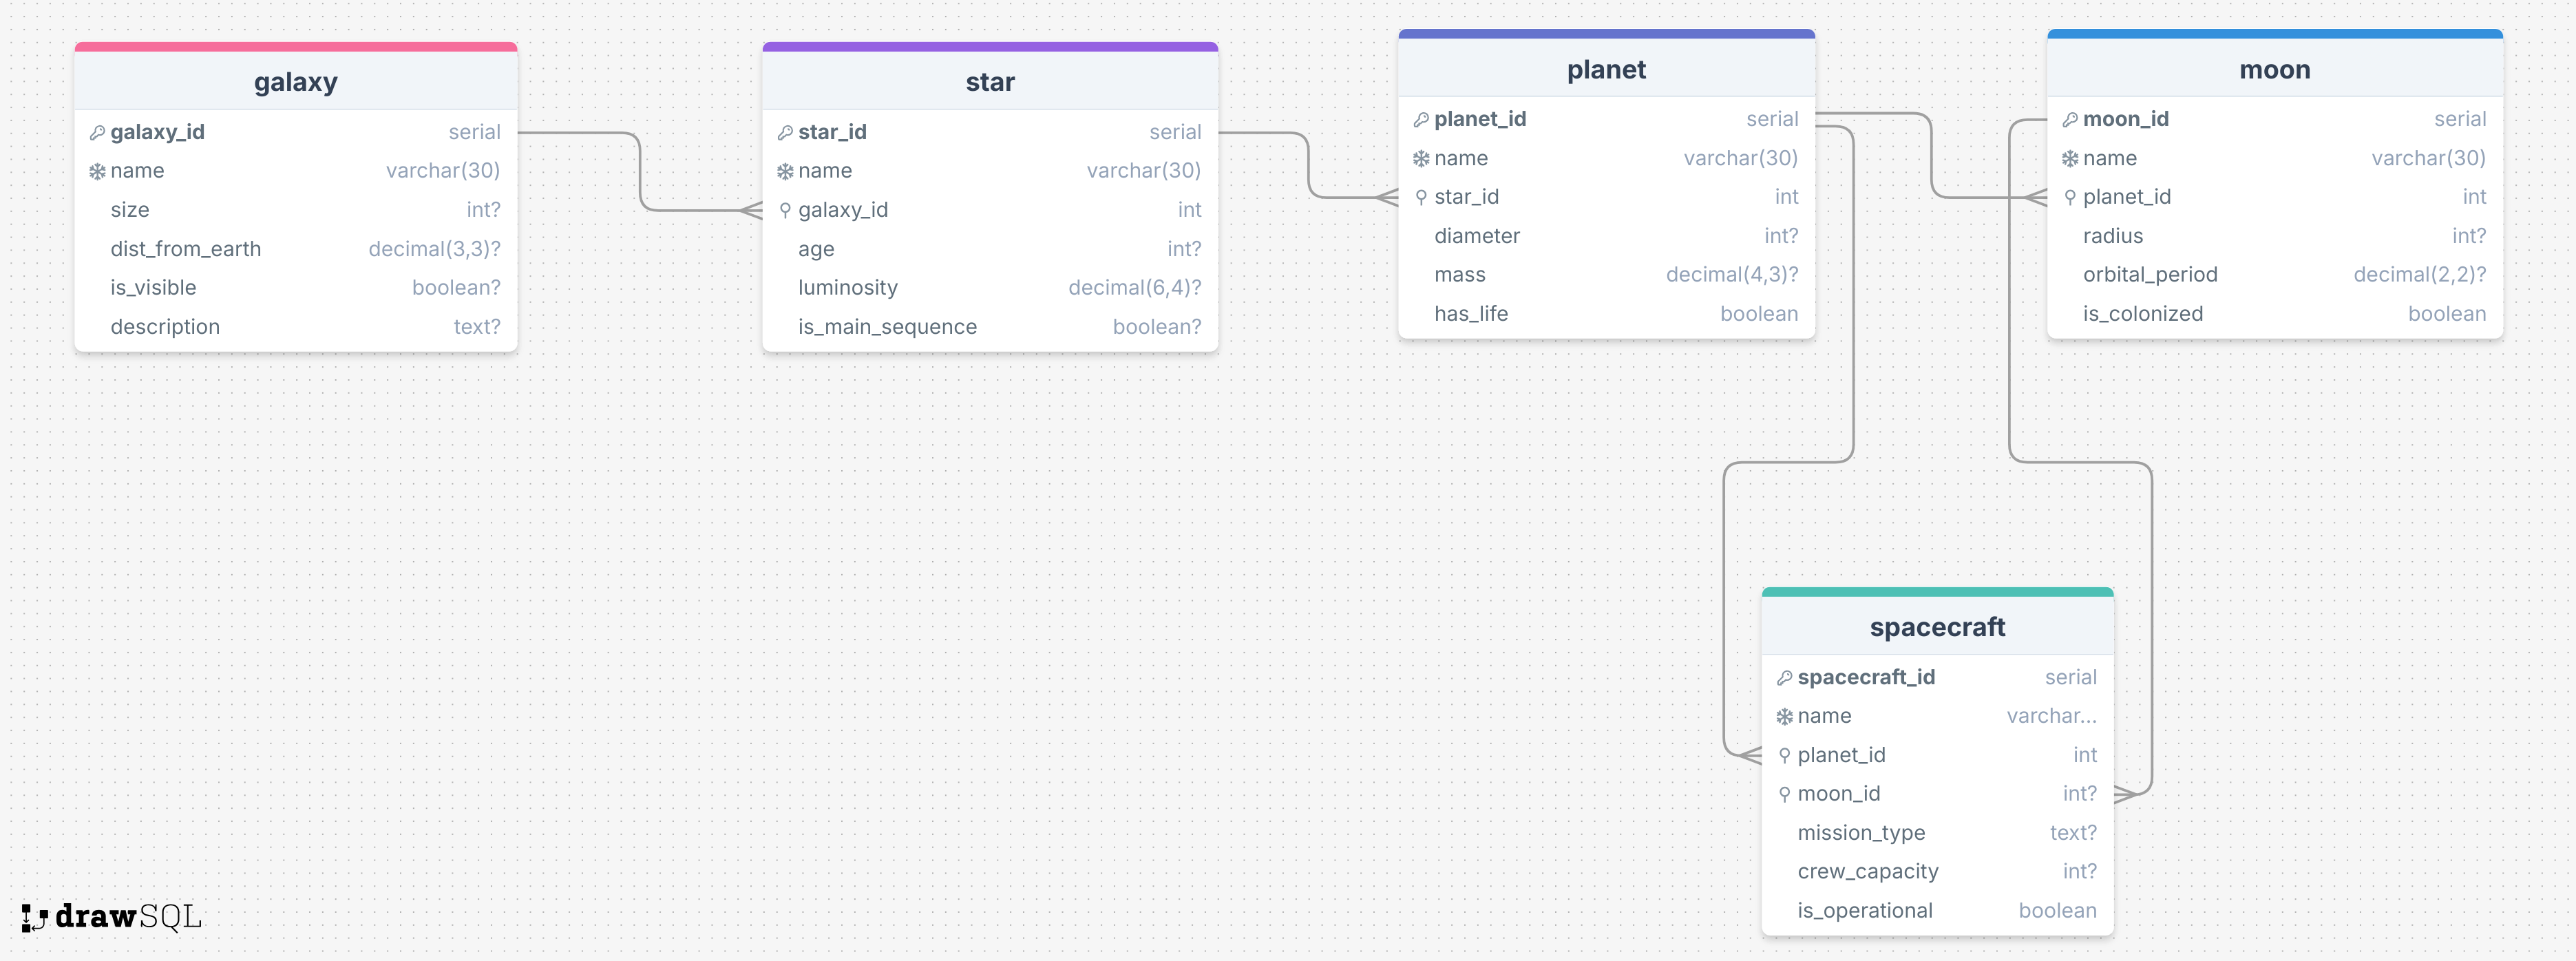 galaxy
galaxy_id serial
name varchar(30)
size int?
dist_from_earth decimal(3,3)?
is_visible boolean?
description text?
star
star_id serial
name varchar(30)
galaxy_id int
age int?
luminosity decimal(6,4)?
is_main_sequence boolean?
planet
planet_id serial
name varchar(30)
star_id int
diameter int?
mass decimal(4,3)?
has_life boolean
moon
moon_id serial
name varchar(30)
planet_id int
radius int?
orbital_period decimal(2,2)?
is_colonized boolean
spacecraft
spacecraft_id serial
name varchar...
planet_id int
moon_id int?
mission_type text?
crew_capacity int?
is_operational boolean
drawSQL